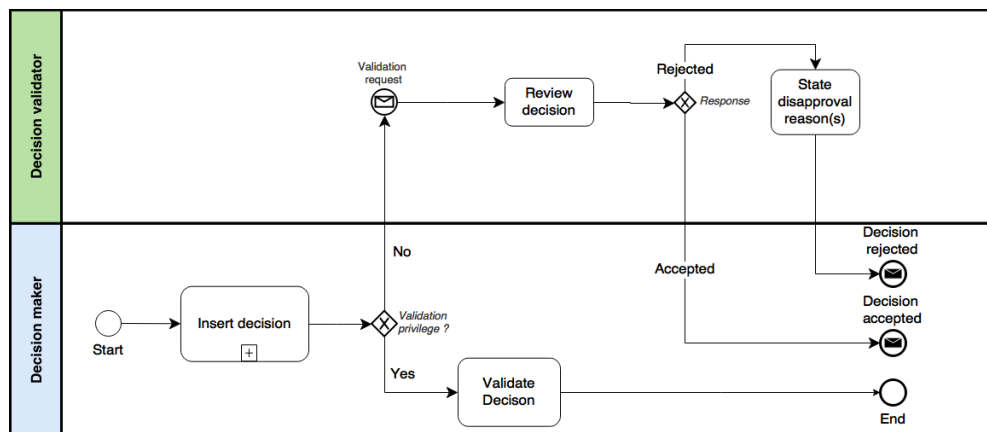 Decision validator
Validation
request
Review
decision
Rejected
Response
State
disapproval
reason(s)
Decision maker
Start
Insert decision
No
Validation
privilege ?
Yes
Validate
Decison
Accepted
Decision
rejected
Decision
accepted
End